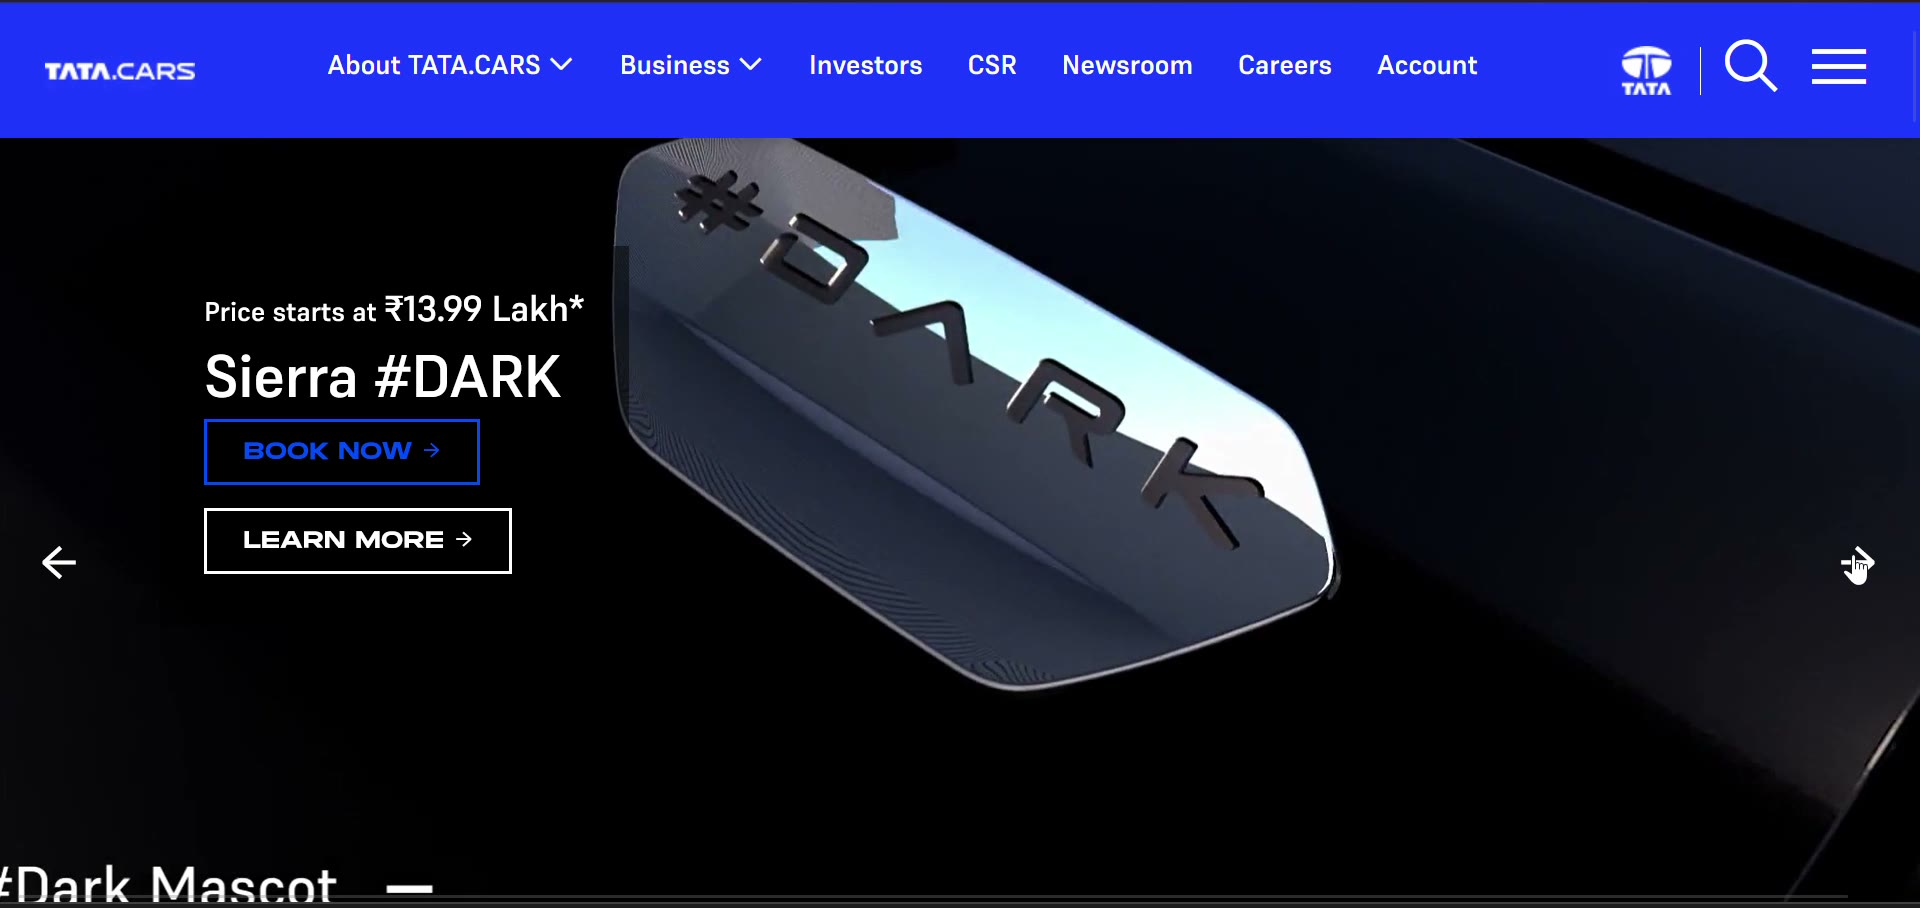 TATA.CARS
About TATA.CARS Business Investors CSR Newsroom Careers Account
TATA
#DARK
Price starts at ₹13.99 Lakh*
Sierra #DARK
BOOK NOW →
LEARN MORE →
#Dark Mascot